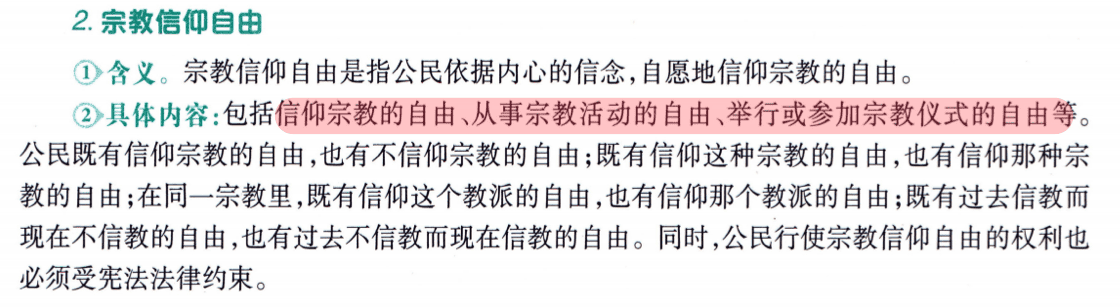 2. 宗教信仰自由
①含义。宗教信仰自由是指公民依据内心的信念,自愿地信仰宗教的自由。
②具体内容:包括信仰宗教的自由、从事宗教活动的自由、举行或参加宗教仪式的自由等。
公民既有信仰宗教的自由,也有不信仰宗教的自由;既有信仰这种宗教的自由,也有信仰那种宗
教的自由;在同一宗教里,既有信仰这个教派的自由,也有信仰那个教派的自由;既有过去信教而
现在不信教的自由,也有过去不信教而现在信教的自由。同时,公民行使宗教信仰自由的权利也
必须受宪法法律约束。